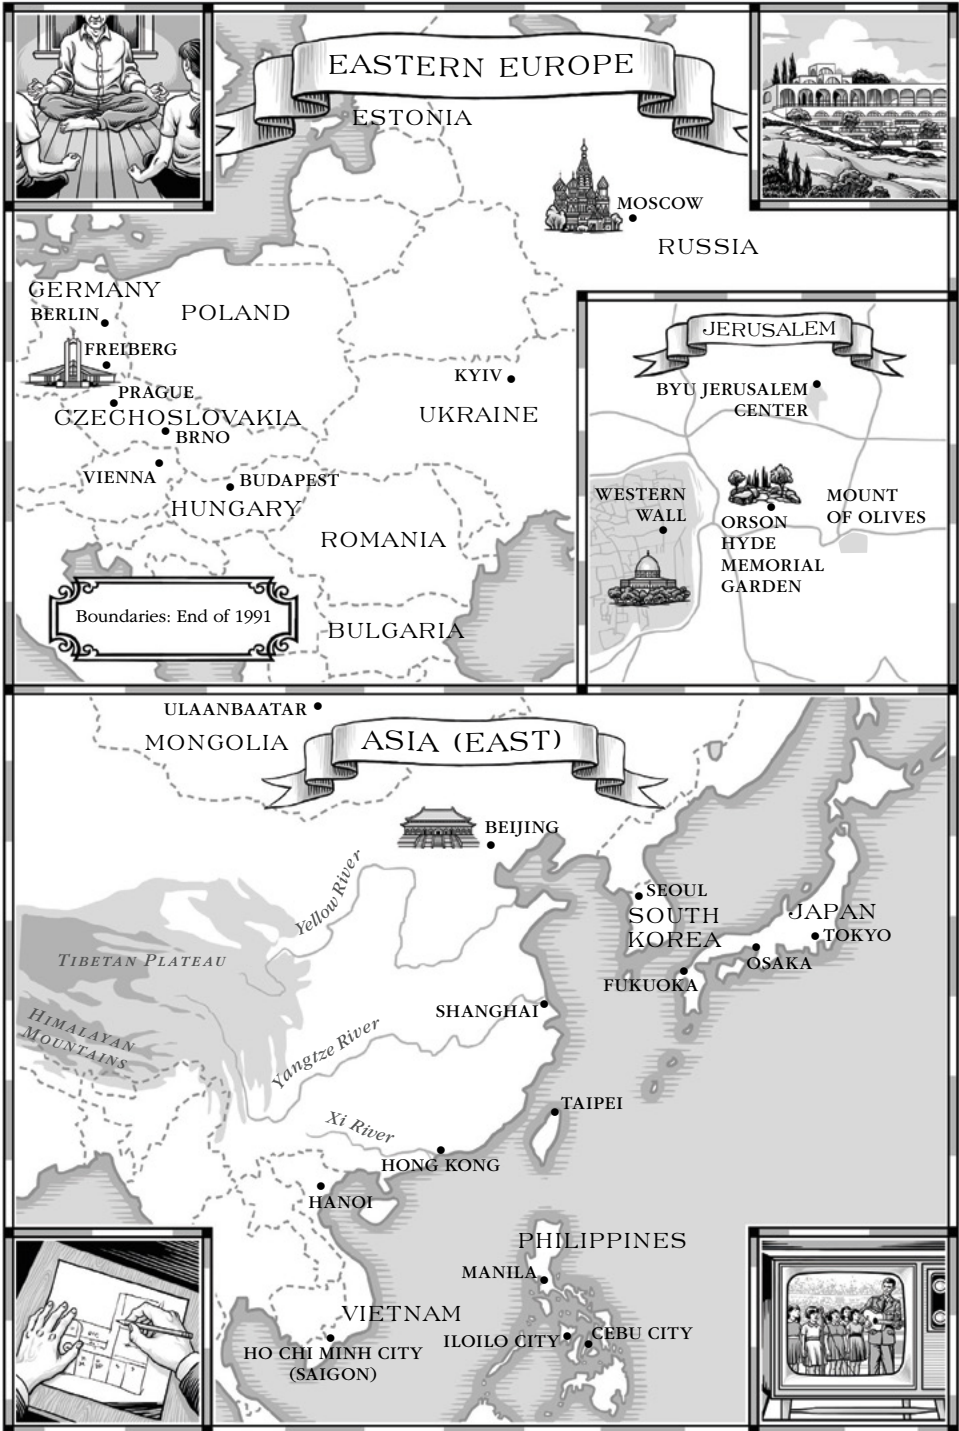 EASTERN EUROPE
ESTONIA
MOSCOW
RUSSIA
GERMANY
BERLIN
POLAND
FREIBERG
PRAGUE
CZECHOSLOVAKIA
BRNO
VIENNA
BUDAPEST
HUNGARY
KYIV
UKRAINE
ROMANIA
BULGARIA
Boundaries: End of 1991
JERUSALEM
BYU JERUSALEM
CENTER
WESTERN
WALL
ORSON
HYDE
MEMORIAL
GARDEN
MOUNT
OF OLIVES
ULAANBAATAR
MONGOLIA
ASIA (EAST)
BEIJING
Yellow River
SEOUL
SOUTH
KOREA
JAPAN
TOKYO
OSAKA
FUKUOKA
TIBETAN PLATEAU
HIMALAYAN
MOUNTAINS
SHANGHAI
Yangtze River
TAIPEI
Xi River
HONG KONG
HANOI
PHILIPPINES
MANILA
VIETNAM
ILOILO CITY
CEBU CITY
HO CHI MINH CITY
(SAIGON)